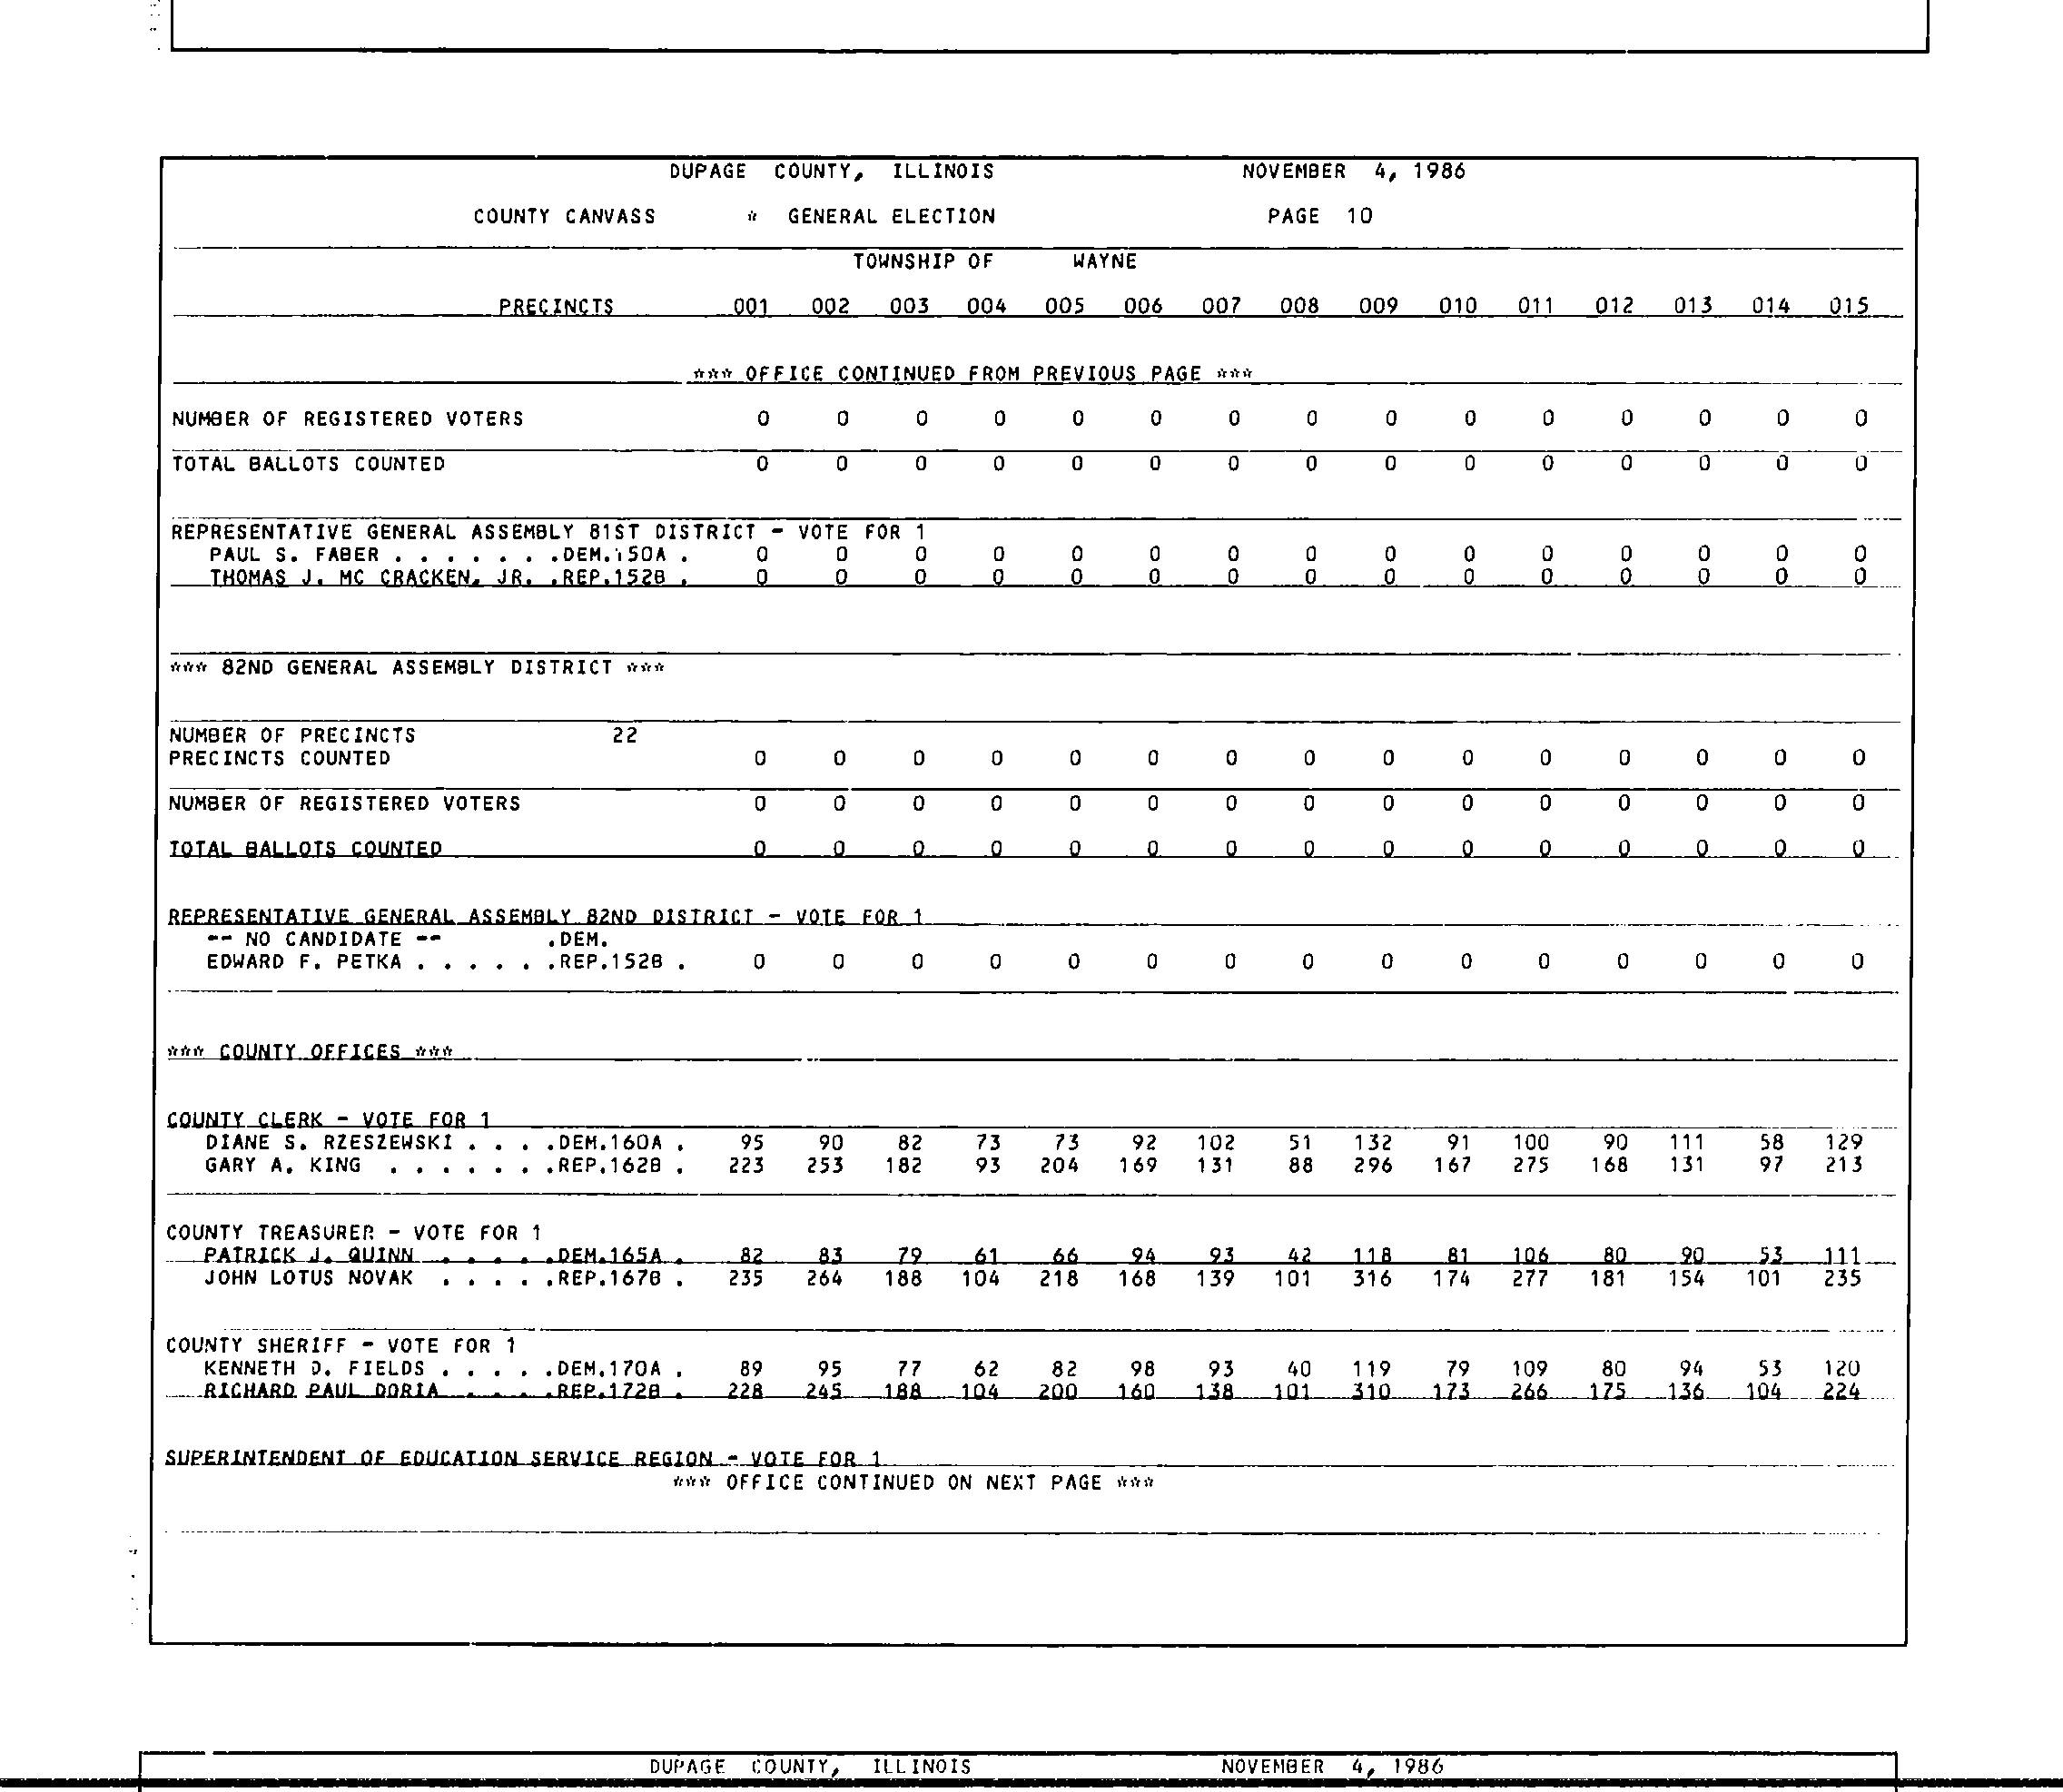 DUPAGE COUNTY, ILLINOIS NOVEMBER 4, 1986
COUNTY CANVASS * GENERAL ELECTION PAGE 10
TOWNSHIP OF WAYNE
PRECINCTS 001 002 003 004 005 006 007 008 009 010 011 012 013 014 015
*** OFFICE CONTINUED FROM PREVIOUS PAGE ***
NUMBER OF REGISTERED VOTERS 0 0 0 0 0 0 0 0 0 0 0 0 0 0 0
TOTAL BALLOTS COUNTED 0 0 0 0 0 0 0 0 0 0 0 0 0 0 0
REPRESENTATIVE GENERAL ASSEMBLY 81ST DISTRICT - VOTE FOR 1
PAUL S. FABER . . . . . . .DEM.150A . 0 0 0 0 0 0 0 0 0 0 0 0 0 0 0
THOMAS J. MC CRACKEN, JR. .REP.152B . 0 0 0 0 0 0 0 0 0 0 0 0 0 0 0
*** 82ND GENERAL ASSEMBLY DISTRICT ***
NUMBER OF PRECINCTS 22
PRECINCTS COUNTED 0 0 0 0 0 0 0 0 0 0 0 0 0 0 0
NUMBER OF REGISTERED VOTERS 0 0 0 0 0 0 0 0 0 0 0 0 0 0 0
TOTAL BALLOTS COUNTED 0 0 0 0 0 0 0 0 0 0 0 0 0 0 0
REPRESENTATIVE GENERAL ASSEMBLY 82ND DISTRICT - VOTE FOR 1
-- NO CANDIDATE -- .DEM.
EDWARD F. PETKA . . . . . .REP.152B . 0 0 0 0 0 0 0 0 0 0 0 0 0 0 0
*** COUNTY OFFICES ***
COUNTY CLERK - VOTE FOR 1
DIANE S. RZESZEWSKI . . . .DEM.160A . 95 90 82 73 73 92 102 51 132 91 100 90 111 58 129
GARY A. KING . . . . . . .REP.162B . 223 253 182 93 204 169 131 88 296 167 275 168 131 97 213
COUNTY TREASURER - VOTE FOR 1
PATRICK J. QUINN . . . . .DEM.165A . 82 83 79 61 66 94 93 42 118 81 106 80 90 53 111
JOHN LOTUS NOVAK . . . . .REP.167B . 235 264 188 104 218 168 139 101 316 174 277 181 154 101 235
COUNTY SHERIFF - VOTE FOR 1
KENNETH D. FIELDS . . . . .DEM.170A . 89 95 77 62 82 98 93 40 119 79 109 80 94 53 120
RICHARD PAUL DORIA . . . .REP.172B . 228 245 188 104 200 160 138 101 310 173 266 175 136 104 224
SUPERINTENDENT OF EDUCATION SERVICE REGION - VOTE FOR 1
*** OFFICE CONTINUED ON NEXT PAGE ***
DUPAGE COUNTY, ILLINOIS NOVEMBER 4, 1986